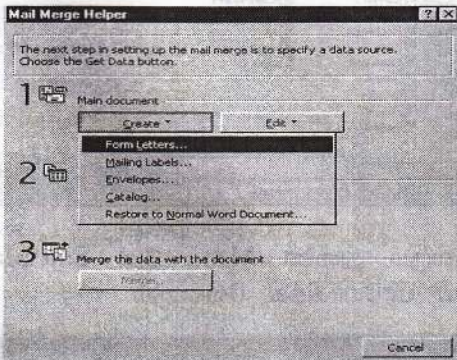 Mail Merge Helper
The next step in setting up the mail merge is to specify a data source.
Choose the Get Data button.
1 Main document
Create Edit
Form Letters...
Mailing Labels...
2 Envelopes...
Catalog...
Restore to Normal Word Document...
3 Merge the data with the document
Merge...
Cancel